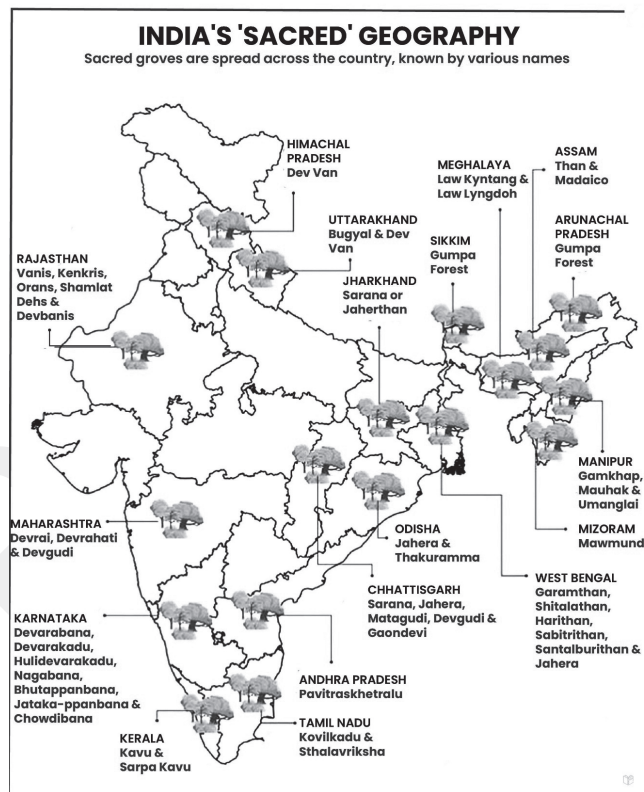 INDIA'S 'SACRED' GEOGRAPHY
Sacred groves are spread across the country, known by various names
HIMACHAL
PRADESH
Dev Van
MEGHALAYA
Law Kyntang &
Law Lyngdoh
ASSAM
Than &
Madaico
UTTARAKHAND
Bugyal & Dev
Van
SIKKIM
Gumpa
Forest
ARUNACHAL
PRADESH
Gumpa
Forest
RAJASTHAN
Vanis, Kenkris,
Orans, Shamlat
Dehs &
Devbanis
JHARKHAND
Sarana or
Jaherthan
MANIPUR
Gamkhap,
Mauhak &
Umanglai
MAHARASHTRA
Devrai, Devrahati
& Devgudi
ODISHA
Jahera &
Thakuramma
MIZORAM
Mawmund
CHHATTISGARH
Sarana, Jahera,
Matagudi, Devgudi &
Gaondevi
WEST BENGAL
Garamthan,
Shitalathan,
Harithan,
Sabitrithan,
Santalburithan &
Jahera
KARNATAKA
Devarabana,
Devarakadu,
Hulidevarakadu,
Nagabana,
Bhutappanbana,
Jataka-ppanbana &
Chowdibana
ANDHRA PRADESH
Pavitraskhetralu
TAMIL NADU
Kovilkadu &
Sthalavriksha
KERALA
Kavu &
Sarpa Kavu